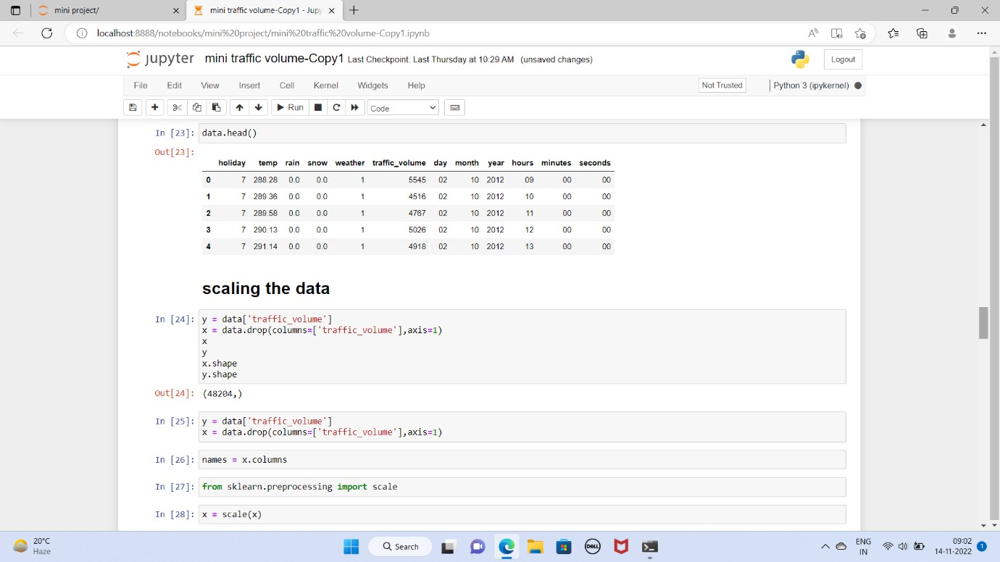 mini project/
mini traffic volume-Copy1 - Jupy
localhost:8888/notebooks/mini%20project/mini%20traffic%20volume-Copy1.ipynb
jupyter mini traffic volume-Copy1 Last Checkpoint: Last Thursday at 10:29 AM (unsaved changes)
Logout
File Edit View Insert Cell Kernel Widgets Help
Not Trusted
Python 3 (ipykernel)
Run
Code
In [23]: data.head()
Out[23]:
holiday temp rain snow weather traffic_volume day month year hours minutes seconds
0 7 288.28 0.0 0.0 1 5545 02 10 2012 09 00 00
1 7 289.36 0.0 0.0 1 4516 02 10 2012 10 00 00
2 7 289.58 0.0 0.0 1 4767 02 10 2012 11 00 00
3 7 290.13 0.0 0.0 1 5026 02 10 2012 12 00 00
4 7 291.14 0.0 0.0 1 4918 02 10 2012 13 00 00
scaling the data
In [24]: y = data['traffic_volume']
x = data.drop(columns=['traffic_volume'],axis=1)
x
y
x.shape
y.shape
Out[24]: (48204,)
In [25]: y = data['traffic_volume']
x = data.drop(columns=['traffic_volume'],axis=1)
In [26]: names = x.columns
In [27]: from sklearn.preprocessing import scale
In [28]: x = scale(x)
20°C
Haze
Search
DELL
ENG
IN
09:02
14-11-2022
1